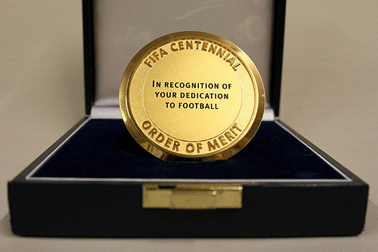 FIFA CENTENNIAL
IN RECOGNITION OF
YOUR DEDICATION
TO FOOTBALL
ORDER OF MERIT